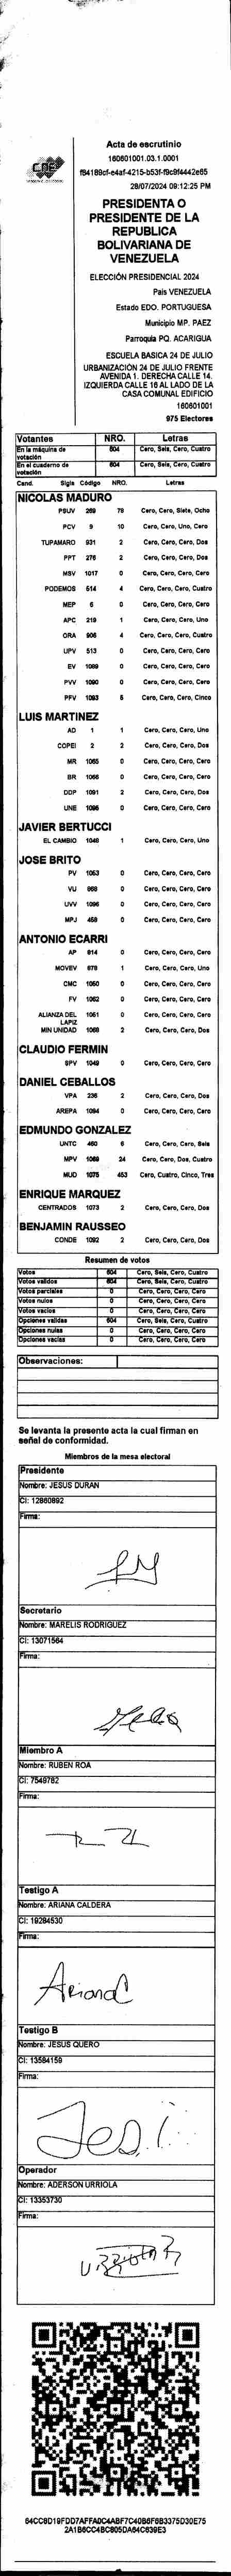 CNE
Acta de escrutinio
160601001.03.1.0001
f84189cf-e4af-4215-b53f-f9c9f4442e65
28/07/2024 09:12:25 PM
PRESIDENTA O
PRESIDENTE DE LA
REPUBLICA
BOLIVARIANA DE
VENEZUELA
ELECCIÓN PRESIDENCIAL 2024
País VENEZUELA
Estado EDO. PORTUGUESA
Municipio MP. PAEZ
Parroquia PQ. ACARIGUA
ESCUELA BASICA 24 DE JULIO
URBANIZACIÓN 24 DE JULIO FRENTE
AVENIDA 1. DERECHA CALLE 14.
IZQUIERDA CALLE 16 AL LADO DE LA
CASA COMUNAL EDIFICIO
160601001
975 Electores
Votantes NRO. Letras
En la máquina de votación 604 Cero, Seis, Cero, Cuatro
En el cuaderno de votación 604 Cero, Seis, Cero, Cuatro
Cand. Sigla Código NRO. Letras
NICOLAS MADURO
PSUV 269 78 Cero, Cero, Siete, Ocho
PCV 9 10 Cero, Cero, Uno, Cero
TUPAMARO 931 2 Cero, Cero, Cero, Dos
PPT 276 2 Cero, Cero, Cero, Dos
MSV 1017 0 Cero, Cero, Cero, Cero
PODEMOS 514 4 Cero, Cero, Cero, Cuatro
MEP 6 0 Cero, Cero, Cero, Cero
APC 219 1 Cero, Cero, Cero, Uno
ORA 906 4 Cero, Cero, Cero, Cuatro
UPV 513 0 Cero, Cero, Cero, Cero
EV 1089 0 Cero, Cero, Cero, Cero
PVV 1090 0 Cero, Cero, Cero, Cero
PFV 1093 5 Cero, Cero, Cero, Cinco
LUIS MARTINEZ
AD 1 1 Cero, Cero, Cero, Uno
COPEI 2 2 Cero, Cero, Cero, Dos
MR 1065 0 Cero, Cero, Cero, Cero
BR 1066 0 Cero, Cero, Cero, Cero
DDP 1091 2 Cero, Cero, Cero, Dos
UNE 1095 0 Cero, Cero, Cero, Cero
JAVIER BERTUCCI
EL CAMBIO 1048 1 Cero, Cero, Cero, Uno
JOSE BRITO
PV 1053 0 Cero, Cero, Cero, Cero
VU 868 0 Cero, Cero, Cero, Cero
UVV 1096 0 Cero, Cero, Cero, Cero
MPJ 458 0 Cero, Cero, Cero, Cero
ANTONIO ECARRI
AP 814 0 Cero, Cero, Cero, Cero
MOVEV 678 1 Cero, Cero, Cero, Uno
CMC 1060 0 Cero, Cero, Cero, Cero
FV 1062 0 Cero, Cero, Cero, Cero
ALIANZA DEL LAPIZ 1061 0 Cero, Cero, Cero, Cero
MIN UNIDAD 1068 2 Cero, Cero, Cero, Dos
CLAUDIO FERMIN
SPV 1049 0 Cero, Cero, Cero, Cero
DANIEL CEBALLOS
VPA 236 2 Cero, Cero, Cero, Dos
AREPA 1094 0 Cero, Cero, Cero, Cero
EDMUNDO GONZALEZ
UNTC 460 6 Cero, Cero, Cero, Seis
MPV 1069 24 Cero, Cero, Dos, Cuatro
MUD 1075 453 Cero, Cuatro, Cinco, Tres
ENRIQUE MARQUEZ
CENTRADOS 1073 2 Cero, Cero, Cero, Dos
BENJAMIN RAUSSEO
CONDE 1092 2 Cero, Cero, Cero, Dos
Resumen de votos
Votos 604 Cero, Seis, Cero, Cuatro
Votos validos 604 Cero, Seis, Cero, Cuatro
Votos parciales 0 Cero, Cero, Cero, Cero
Votos nulos 0 Cero, Cero, Cero, Cero
Votos vacios 0 Cero, Cero, Cero, Cero
Opciones validas 604 Cero, Seis, Cero, Cuatro
Opciones nulas 0 Cero, Cero, Cero, Cero
Opciones vacias 0 Cero, Cero, Cero, Cero
Observaciones:
Se levanta la presente acta la cual firman en
señal de conformidad.
Miembros de la mesa electoral
Presidente
Nombre: JESUS DURAN
CI: 12860892
Firma:
Secretario
Nombre: MARELIS RODRIGUEZ
CI: 13071564
Firma:
Miembro A
Nombre: RUBEN ROA
CI: 7549762
Firma:
Testigo A
Nombre: ARIANA CALDERA
CI: 19284530
Firma:
Ariana
Testigo B
Nombre: JESUS QUERO
CI: 13584159
Firma:
Operador
Nombre: ADERSON URRIOLA
CI: 13353730
Firma:
64CC8D19FDD7AFFA0C4ABF7C40B6F6B3375D30E75
2A1B6CC4BC805DA64C639E3